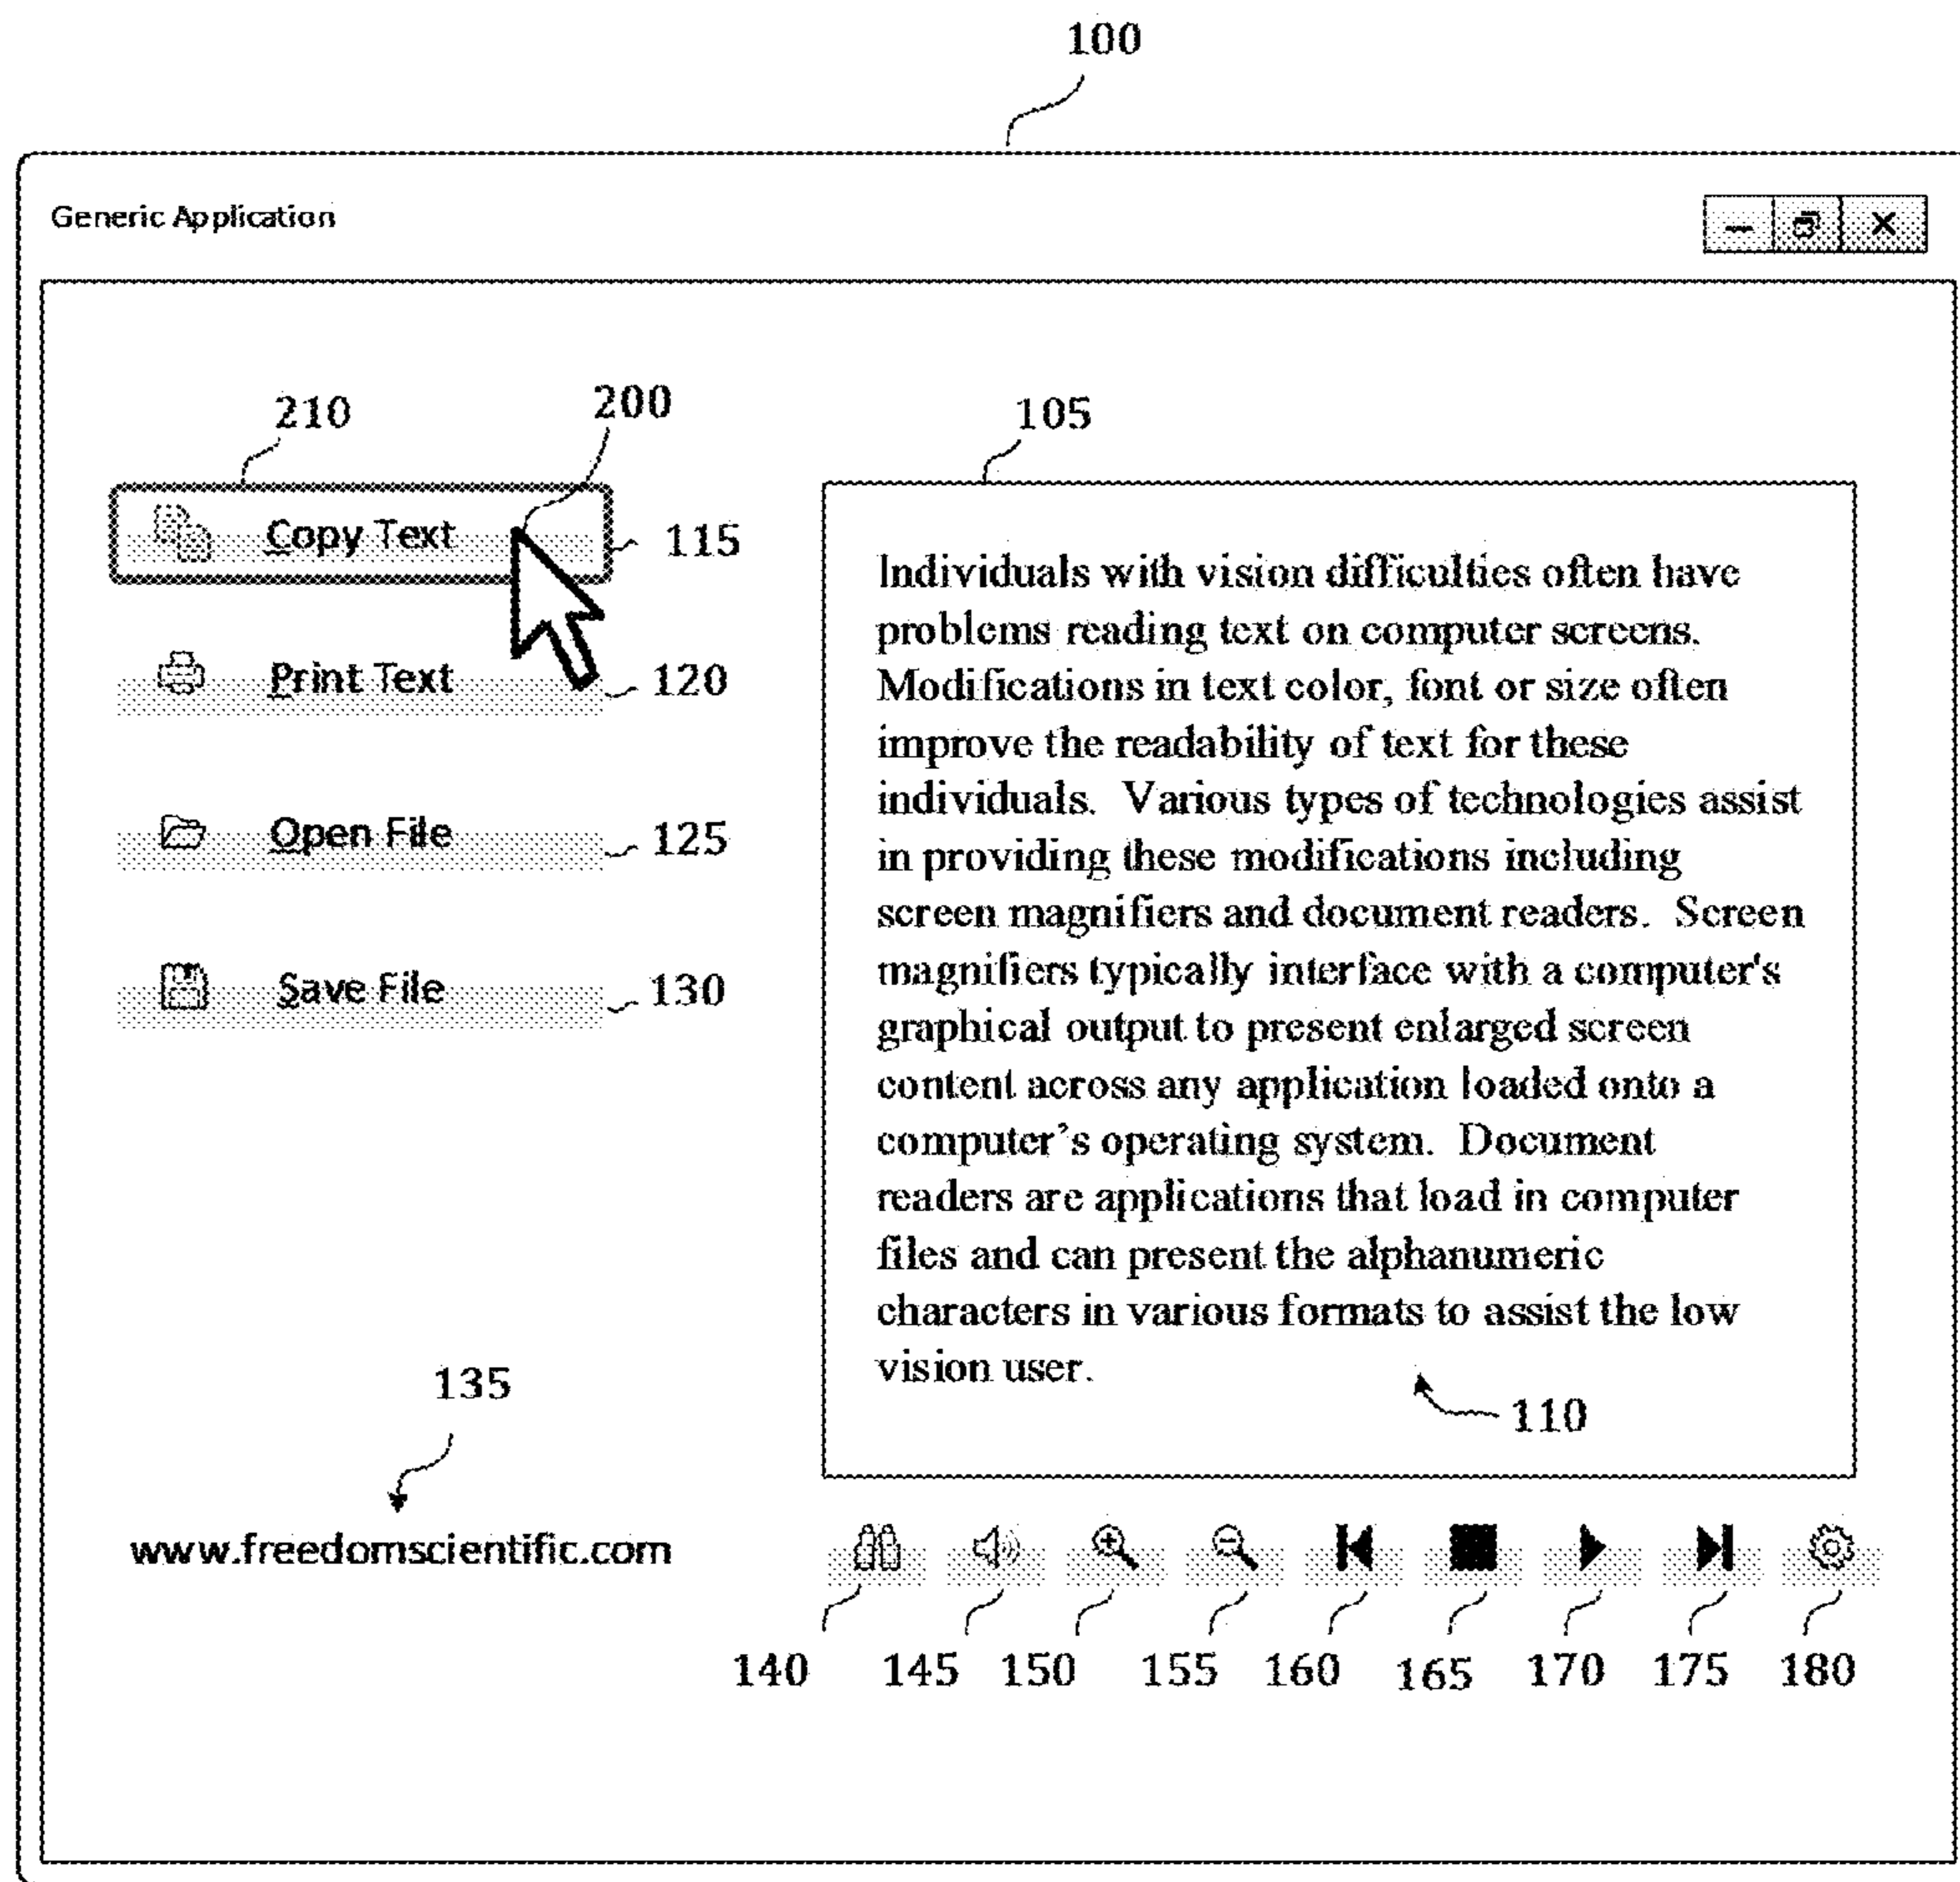 100
Generic Application
210
200
105
Copy Text
115
Print Text
120
Open File
125
Save File
130
Individuals with vision difficulties often have
problems reading text on computer screens.
Modifications in text color, font or size often
improve the readability of text for these
individuals.  Various types of technologies assist
in providing these modifications including
screen magnifiers and document readers.  Screen
magnifiers typically interface with a computer's
graphical output to present enlarged screen
content across any application loaded onto a
computer’s operating system.  Document
readers are applications that load in computer
files and can present the alphanumeric
characters in various formats to assist the low
vision user.
110
135
www.freedomscientific.com
140 145 150 155 160 165 170 175 180